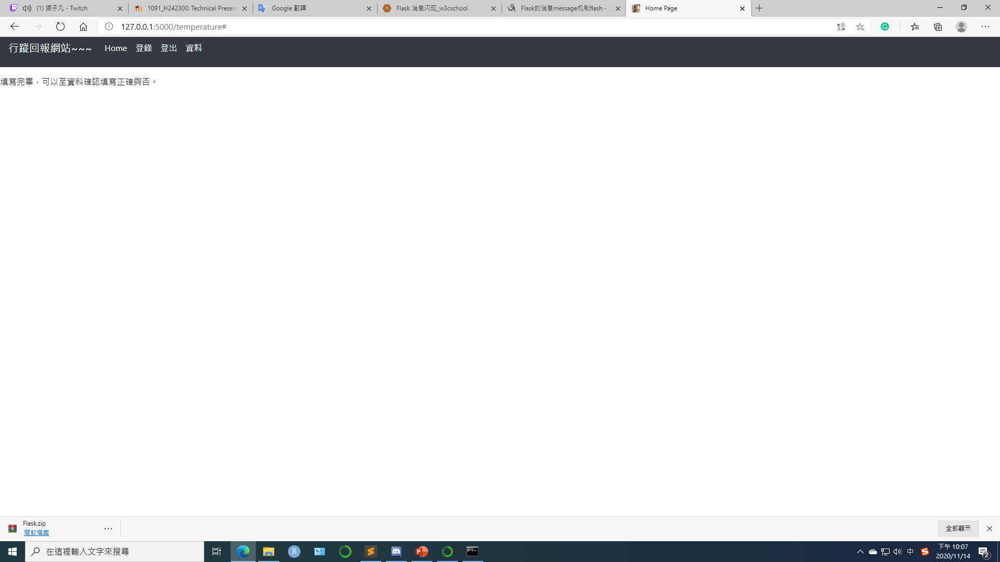 (1) 獅子丸 - Twitch
1091_H242300: Technical Presen
Google 翻譯
Flask 消息闪现_w3cschool
Flask的消息message机制flash -
Home Page
127.0.0.1:5000/temperature#
行蹤回報網站~~~ Home 登錄 登出 資料
填寫完畢，可以至資料確認填寫正確與否。
Flask.zip
開啟檔案
全部顯示
在這裡輸入文字來搜尋
中
下午 10:07
2020/11/14
2